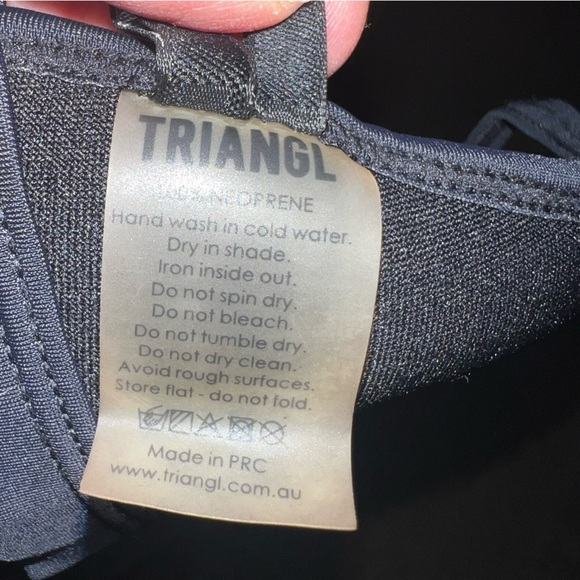 TRIANGL
100% NEOPRENE
Hand wash in cold water.
Dry in shade.
Iron inside out.
Do not spin dry.
Do not bleach.
Do not tumble dry.
Do not dry clean.
Avoid rough surfaces.
Store flat - do not fold.
Made in PRC
www.triangl.com.au